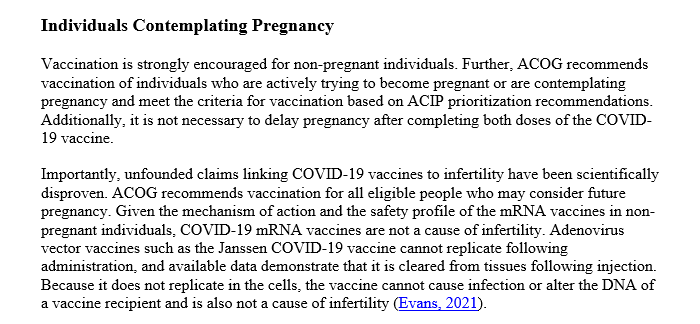 Individuals Contemplating Pregnancy
Vaccination is strongly encouraged for non-pregnant individuals. Further, ACOG recommends
vaccination of individuals who are actively trying to become pregnant or are contemplating
pregnancy and meet the criteria for vaccination based on ACIP prioritization recommendations.
Additionally, it is not necessary to delay pregnancy after completing both doses of the COVID-
19 vaccine.
Importantly, unfounded claims linking COVID-19 vaccines to infertility have been scientifically
disproven. ACOG recommends vaccination for all eligible people who may consider future
pregnancy. Given the mechanism of action and the safety profile of the mRNA vaccines in non-
pregnant individuals, COVID-19 mRNA vaccines are not a cause of infertility. Adenovirus
vector vaccines such as the Janssen COVID-19 vaccine cannot replicate following
administration, and available data demonstrate that it is cleared from tissues following injection.
Because it does not replicate in the cells, the vaccine cannot cause infection or alter the DNA of
a vaccine recipient and is also not a cause of infertility (Evans, 2021).